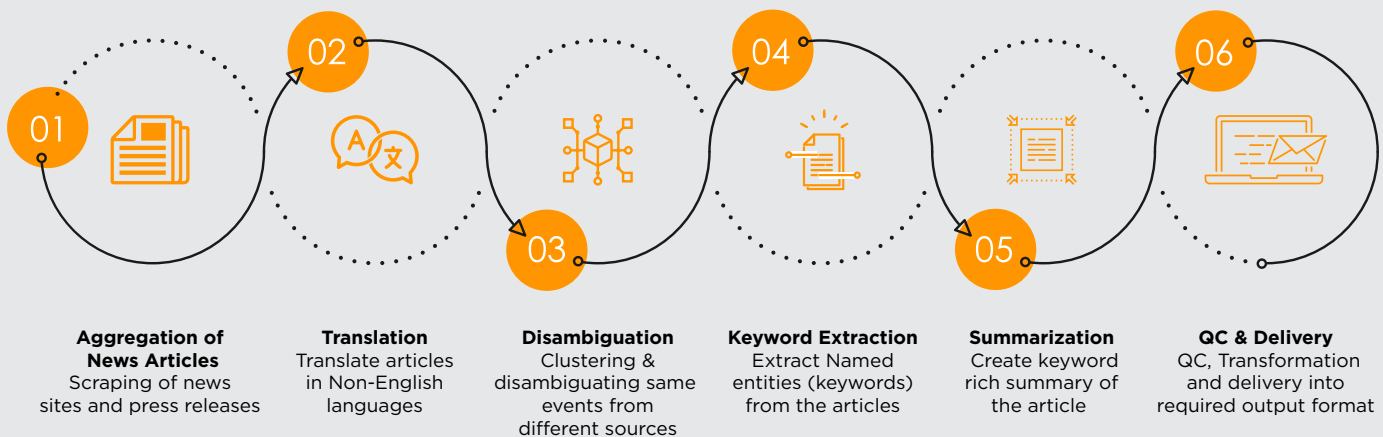 01
02
03
04
05
06
A
文
Aggregation of
News Articles
Scraping of news
sites and press releases
Translation
Translate articles
in Non-English
languages
Disambiguation
Clustering &
disambiguating same
events from
different sources
Keyword Extraction
Extract Named
entities (keywords)
from the articles
Summarization
Create keyword
rich summary of
the article
QC & Delivery
QC, Transformation
and delivery into
required output format